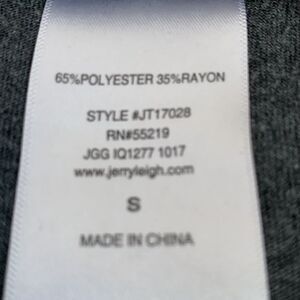 65%POLYESTER 35%RAYON
STYLE #JT17028
RN#55219
JGG IQ1277 1017
www.jerryleigh.com
S
MADE IN CHINA